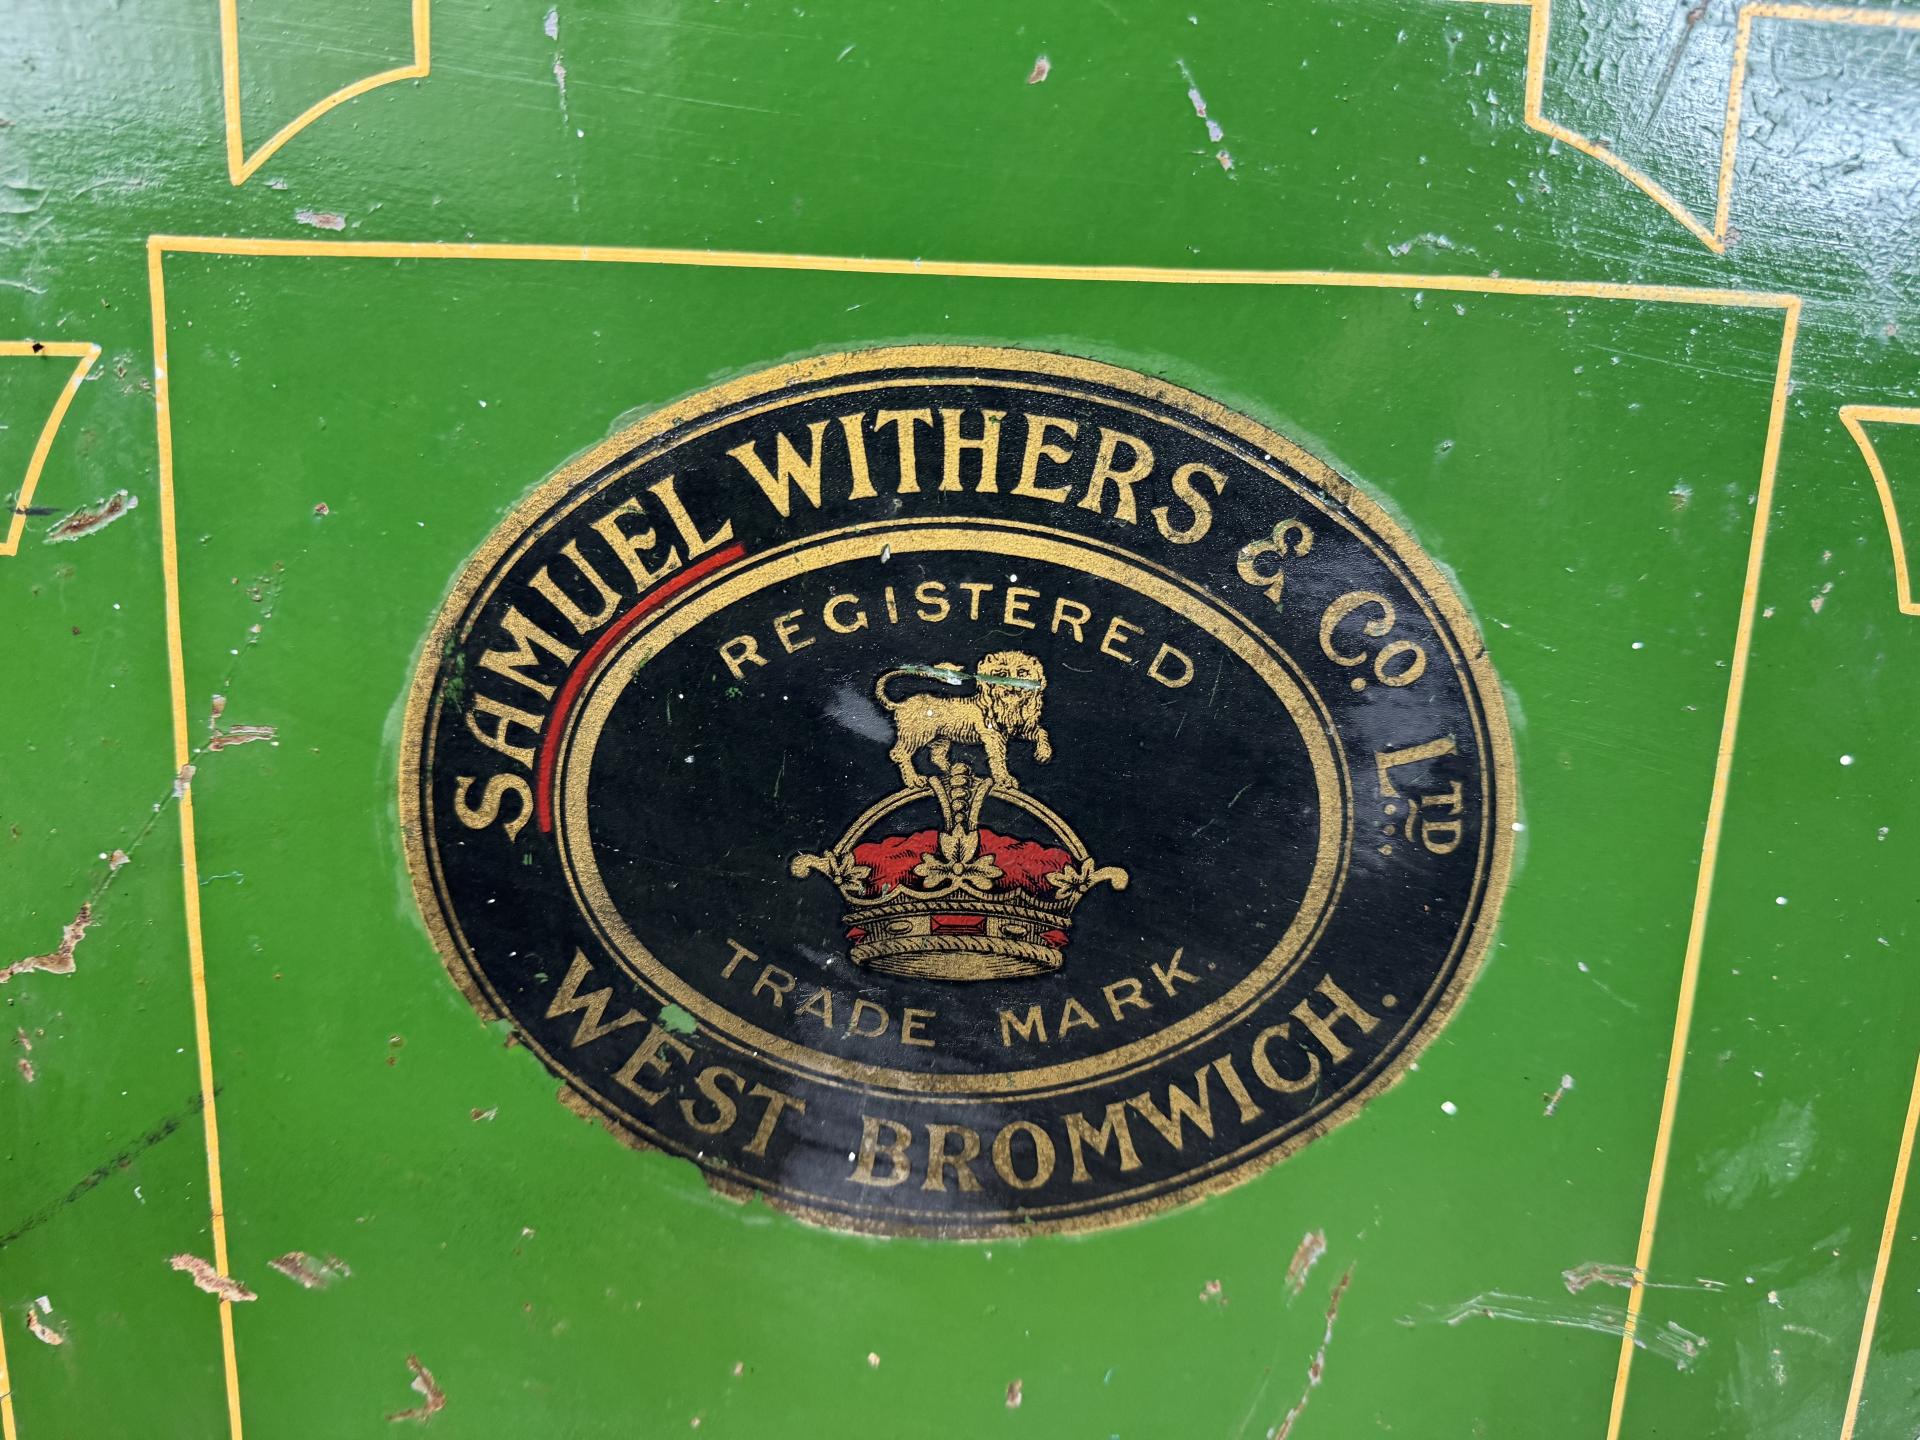 SAMUEL WITHERS & Co. LTD
REGISTERED
TRADE MARK.
WEST BROMWICH.